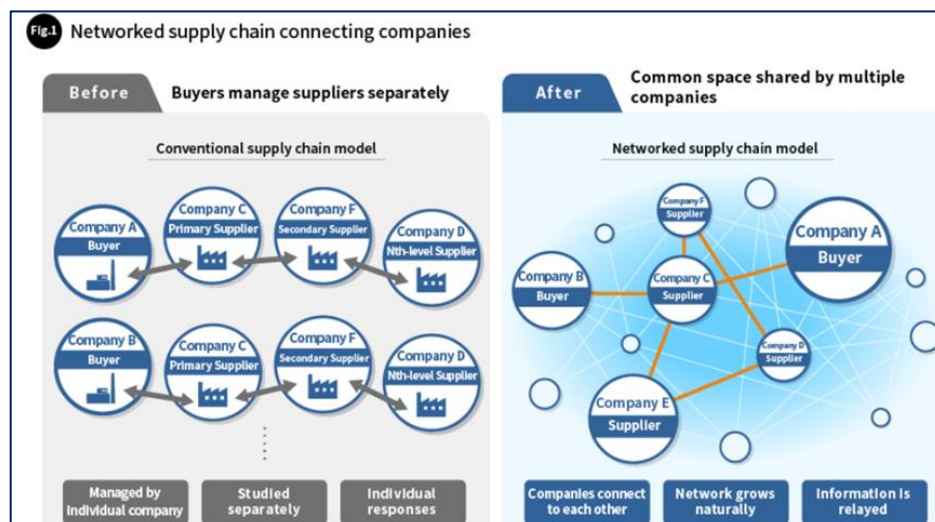 Fig.1 Networked supply chain connecting companies
Before
Buyers manage suppliers separately
Conventional supply chain model
Company A
Buyer
Company C
Primary Supplier
Company F
Secondary Supplier
Company D
Nth-level Supplier
Company B
Buyer
Company C
Primary Supplier
Company F
Secondary Supplier
Company D
Nth-level Supplier
Managed by
individual company
Studied
separately
Individual
responses
After
Common space shared by multiple
companies
Networked supply chain model
Company F
Supplier
Company A
Buyer
Company B
Buyer
Company C
Supplier
Company D
Supplier
Company E
Supplier
Companies connect
to each other
Network grows
naturally
Information is
relayed